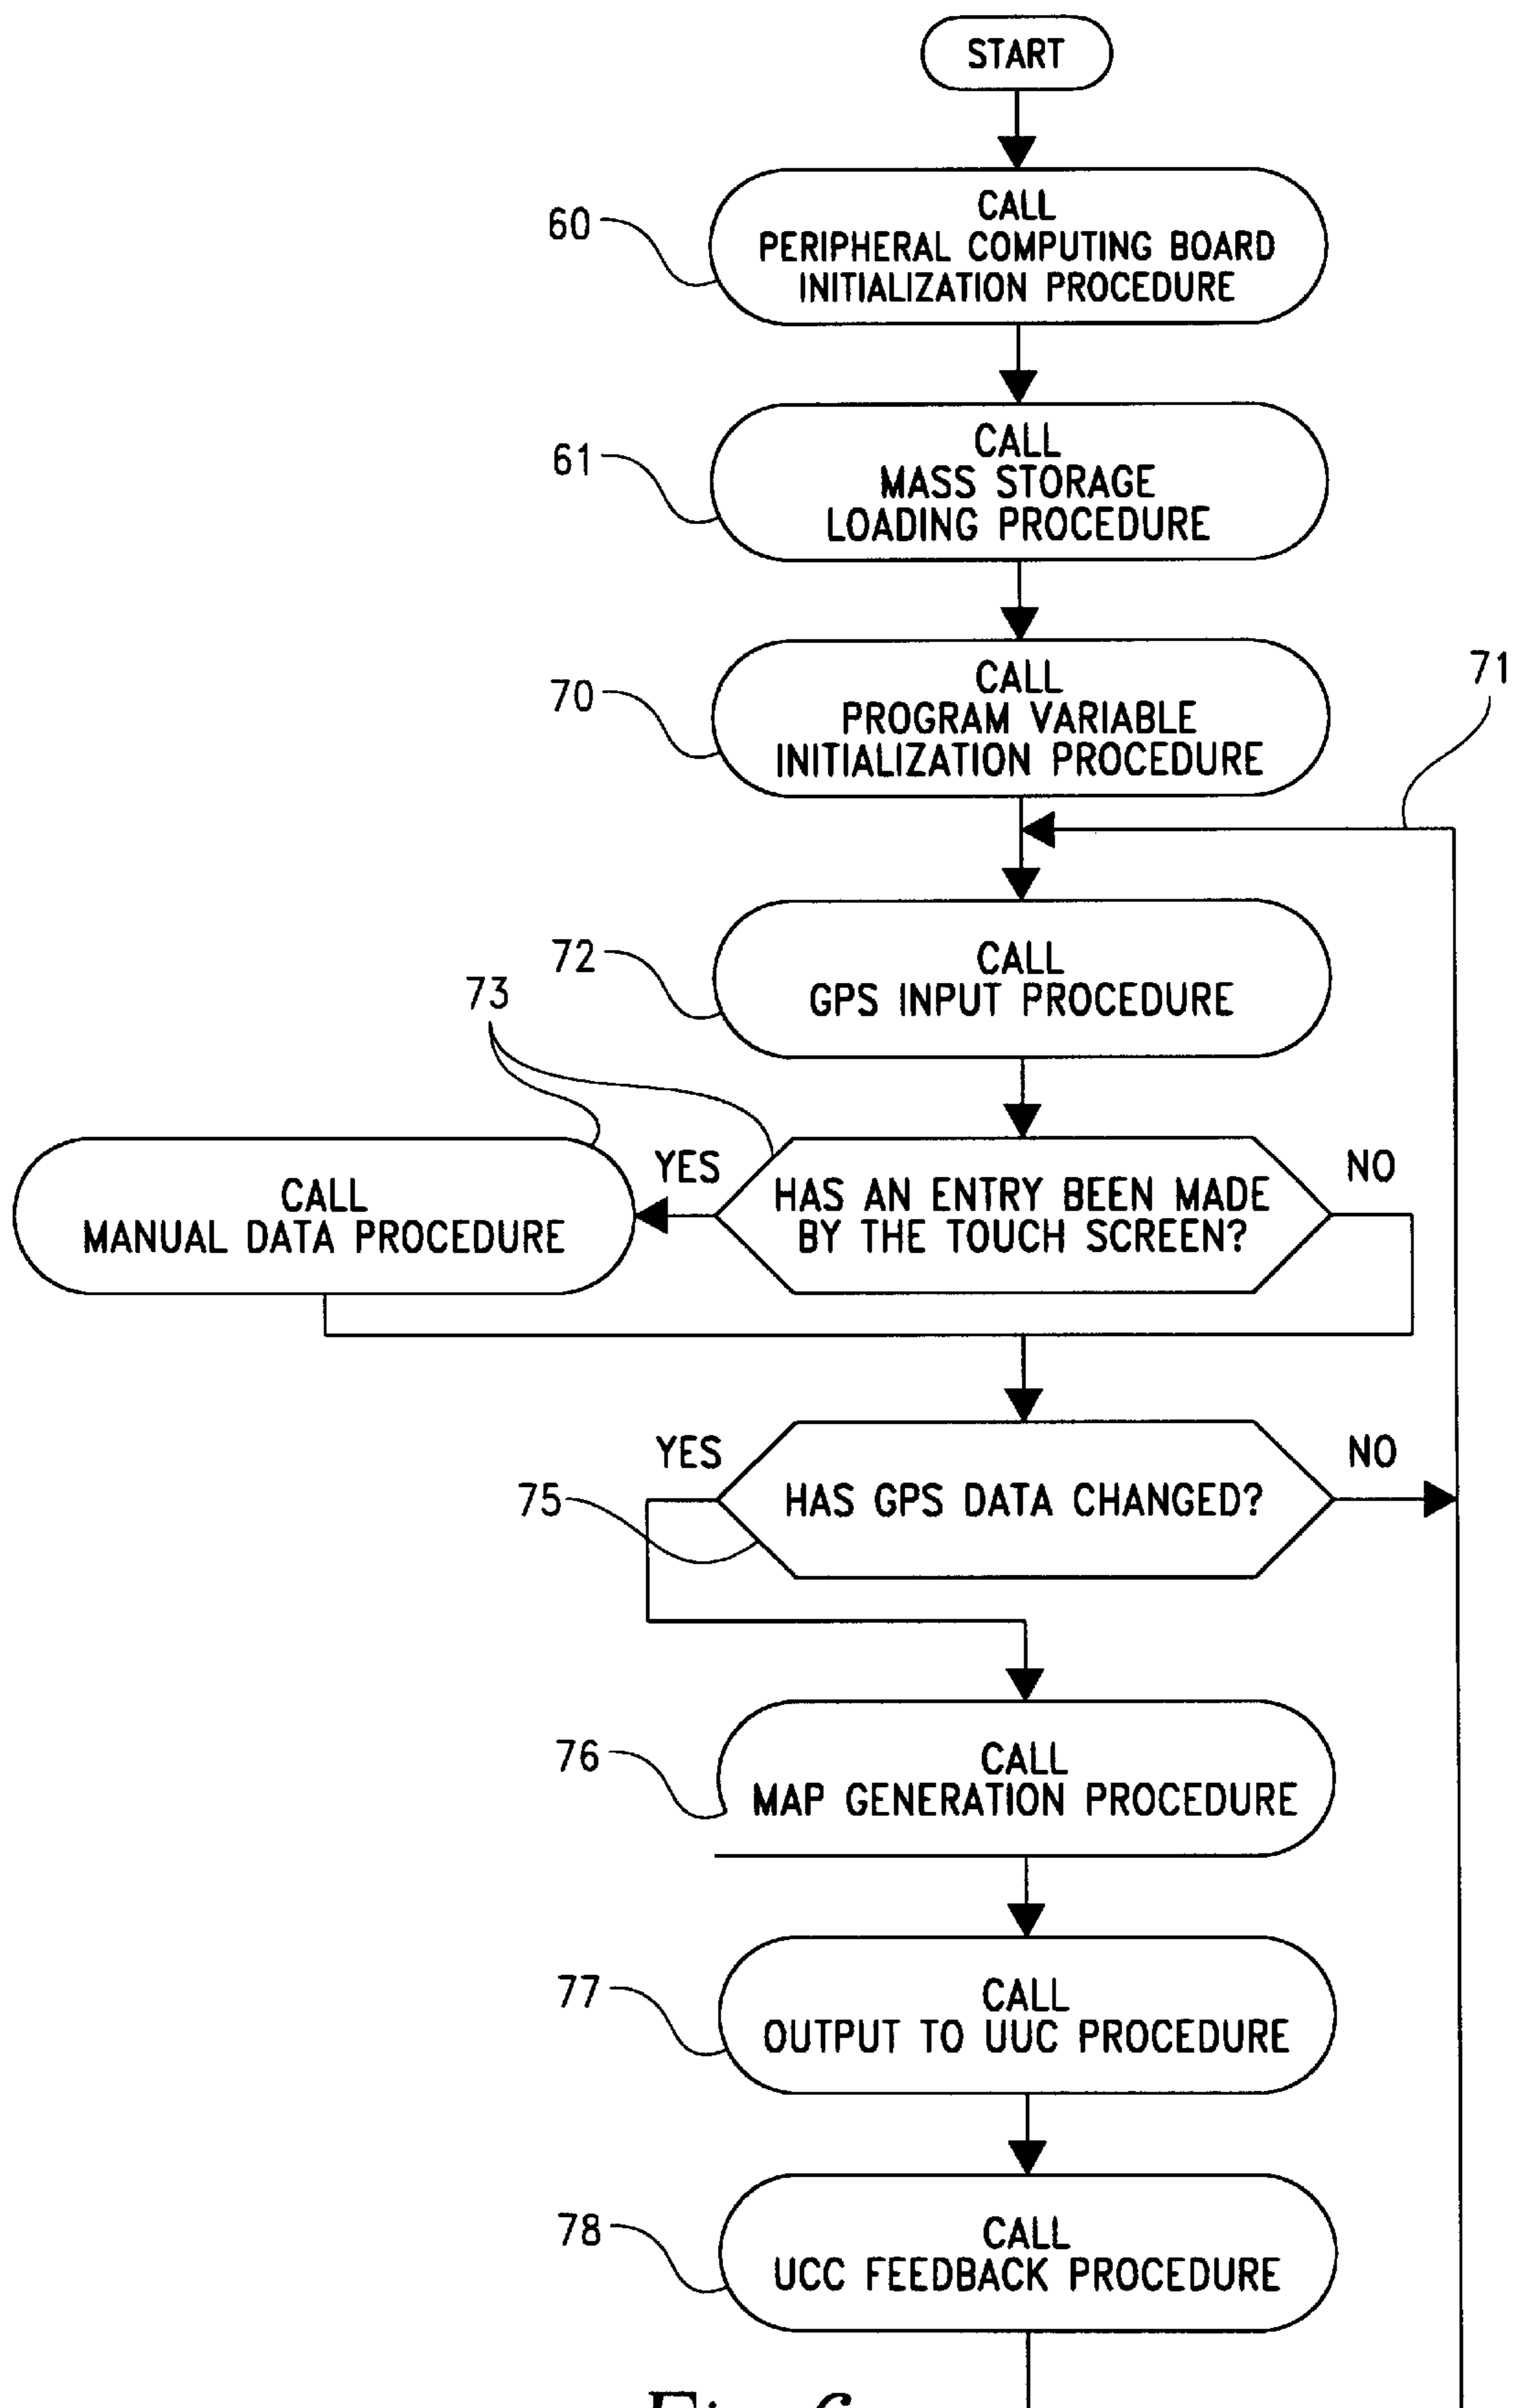 START
60
CALL
PERIPHERAL COMPUTING BOARD
INITIALIZATION PROCEDURE
61
CALL
MASS STORAGE
LOADING PROCEDURE
70
CALL
PROGRAM VARIABLE
INITIALIZATION PROCEDURE
71
72
CALL
GPS INPUT PROCEDURE
73
CALL
MANUAL DATA PROCEDURE
YES
HAS AN ENTRY BEEN MADE
BY THE TOUCH SCREEN?
NO
YES
75
HAS GPS DATA CHANGED?
NO
76
CALL
MAP GENERATION PROCEDURE
77
CALL
OUTPUT TO UUC PROCEDURE
78
CALL
UCC FEEDBACK PROCEDURE